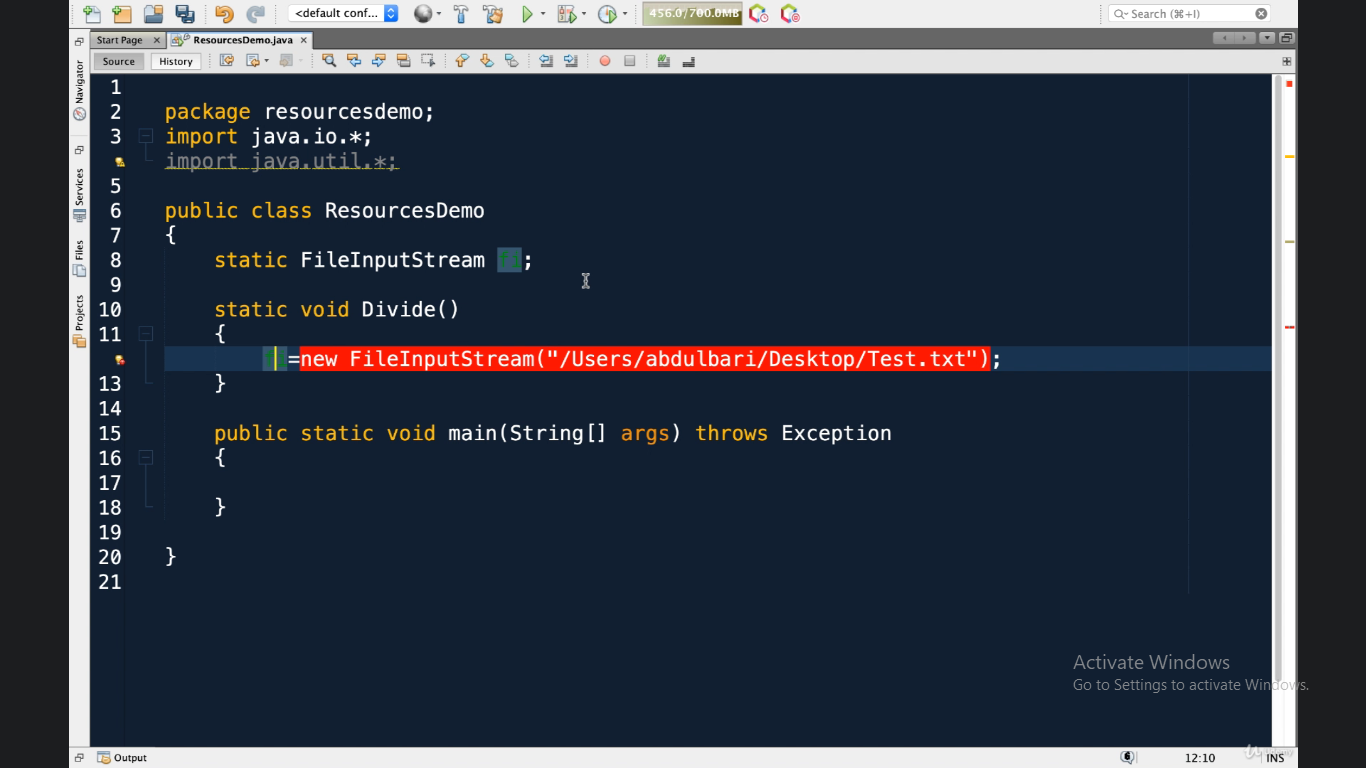 <default conf...
456.0/700.0MB
Search (⌘+I)
Start Page
ResourcesDemo.java
Source
History
Navigator
Services
Files
Projects
1
2 package resourcesdemo;
3 import java.io.*;
import java.util.*;
5
6 public class ResourcesDemo
7 {
8 static FileInputStream fi;
9
10 static void Divide()
11 {
=new FileInputStream("/Users/abdulbari/Desktop/Test.txt");
13 }
14
15 public static void main(String[] args) throws Exception
16 {
17
18 }
19
20 }
21
Activate Windows
Go to Settings to activate Windows.
Output
6
12:10
INS